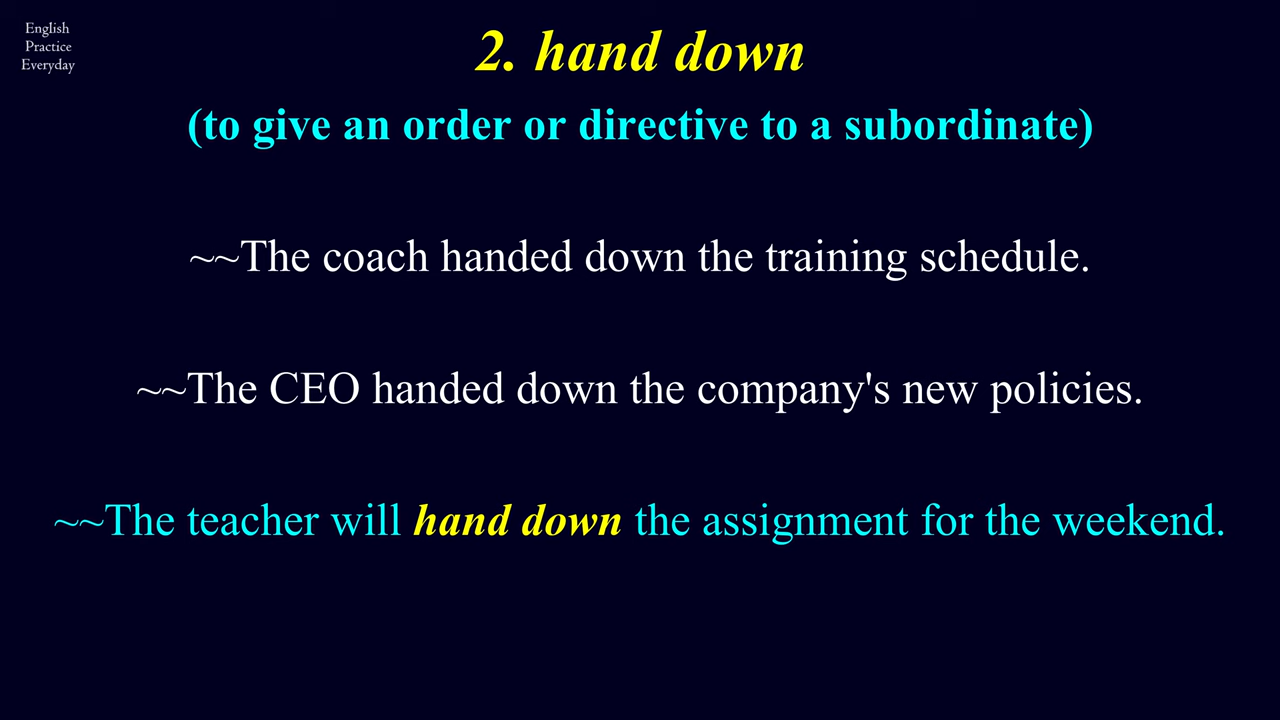 English
Practice
Everyday
2. hand down
(to give an order or directive to a subordinate)
~~The coach handed down the training schedule.
~~The CEO handed down the company's new policies.
~~The teacher will hand down the assignment for the weekend.